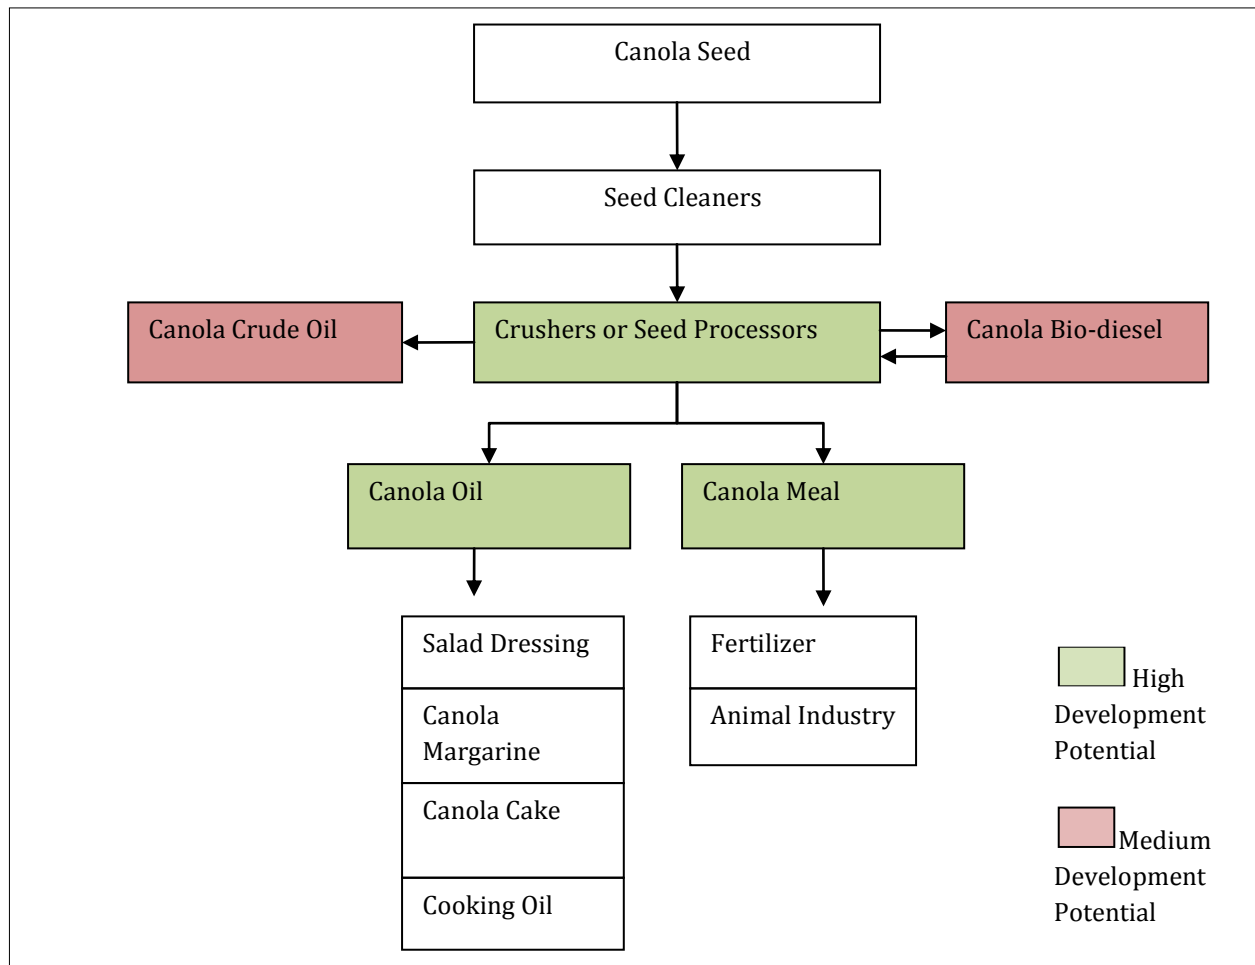 Canola Seed
Seed Cleaners
Canola Crude Oil
Crushers or Seed Processors
Canola Bio-diesel
Canola Oil
Canola Meal
Salad Dressing
Canola
Margarine
Canola Cake
Cooking Oil
Fertilizer
Animal Industry
High
Development
Potential
Medium
Development
Potential